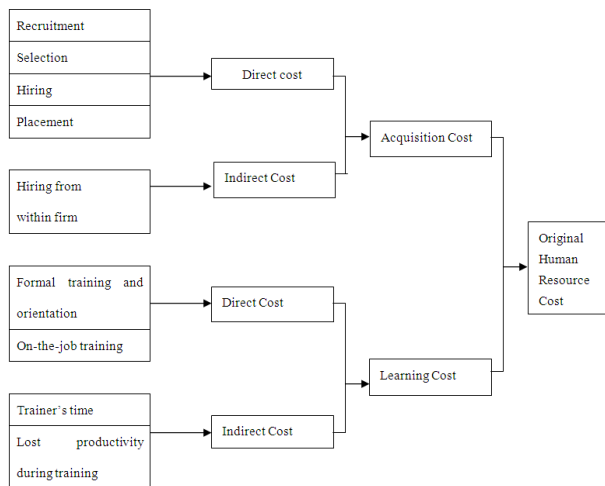 Recruitment
Selection
Hiring
Placement
Direct cost
Acquisition Cost
Hiring from
within firm
Indirect Cost
Original
Human
Resource
Cost
Formal training and
orientation
On-the-job training
Direct Cost
Learning Cost
Trainer's time
Lost productivity
during training
Indirect Cost